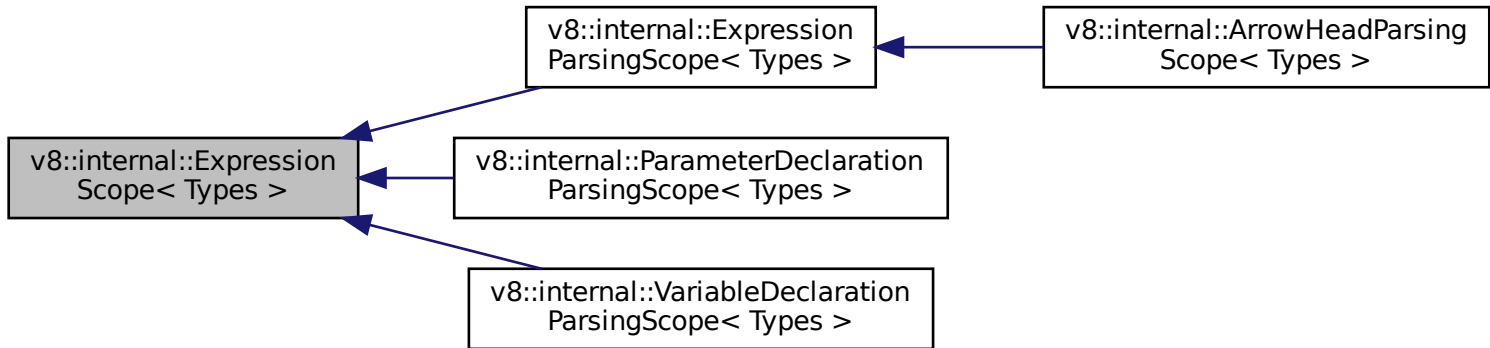 v8::internal::Expression
ParsingScope< Types >
v8::internal::ArrowHeadParsing
Scope< Types >
v8::internal::Expression
Scope< Types >
v8::internal::ParameterDeclaration
ParsingScope< Types >
v8::internal::VariableDeclaration
ParsingScope< Types >